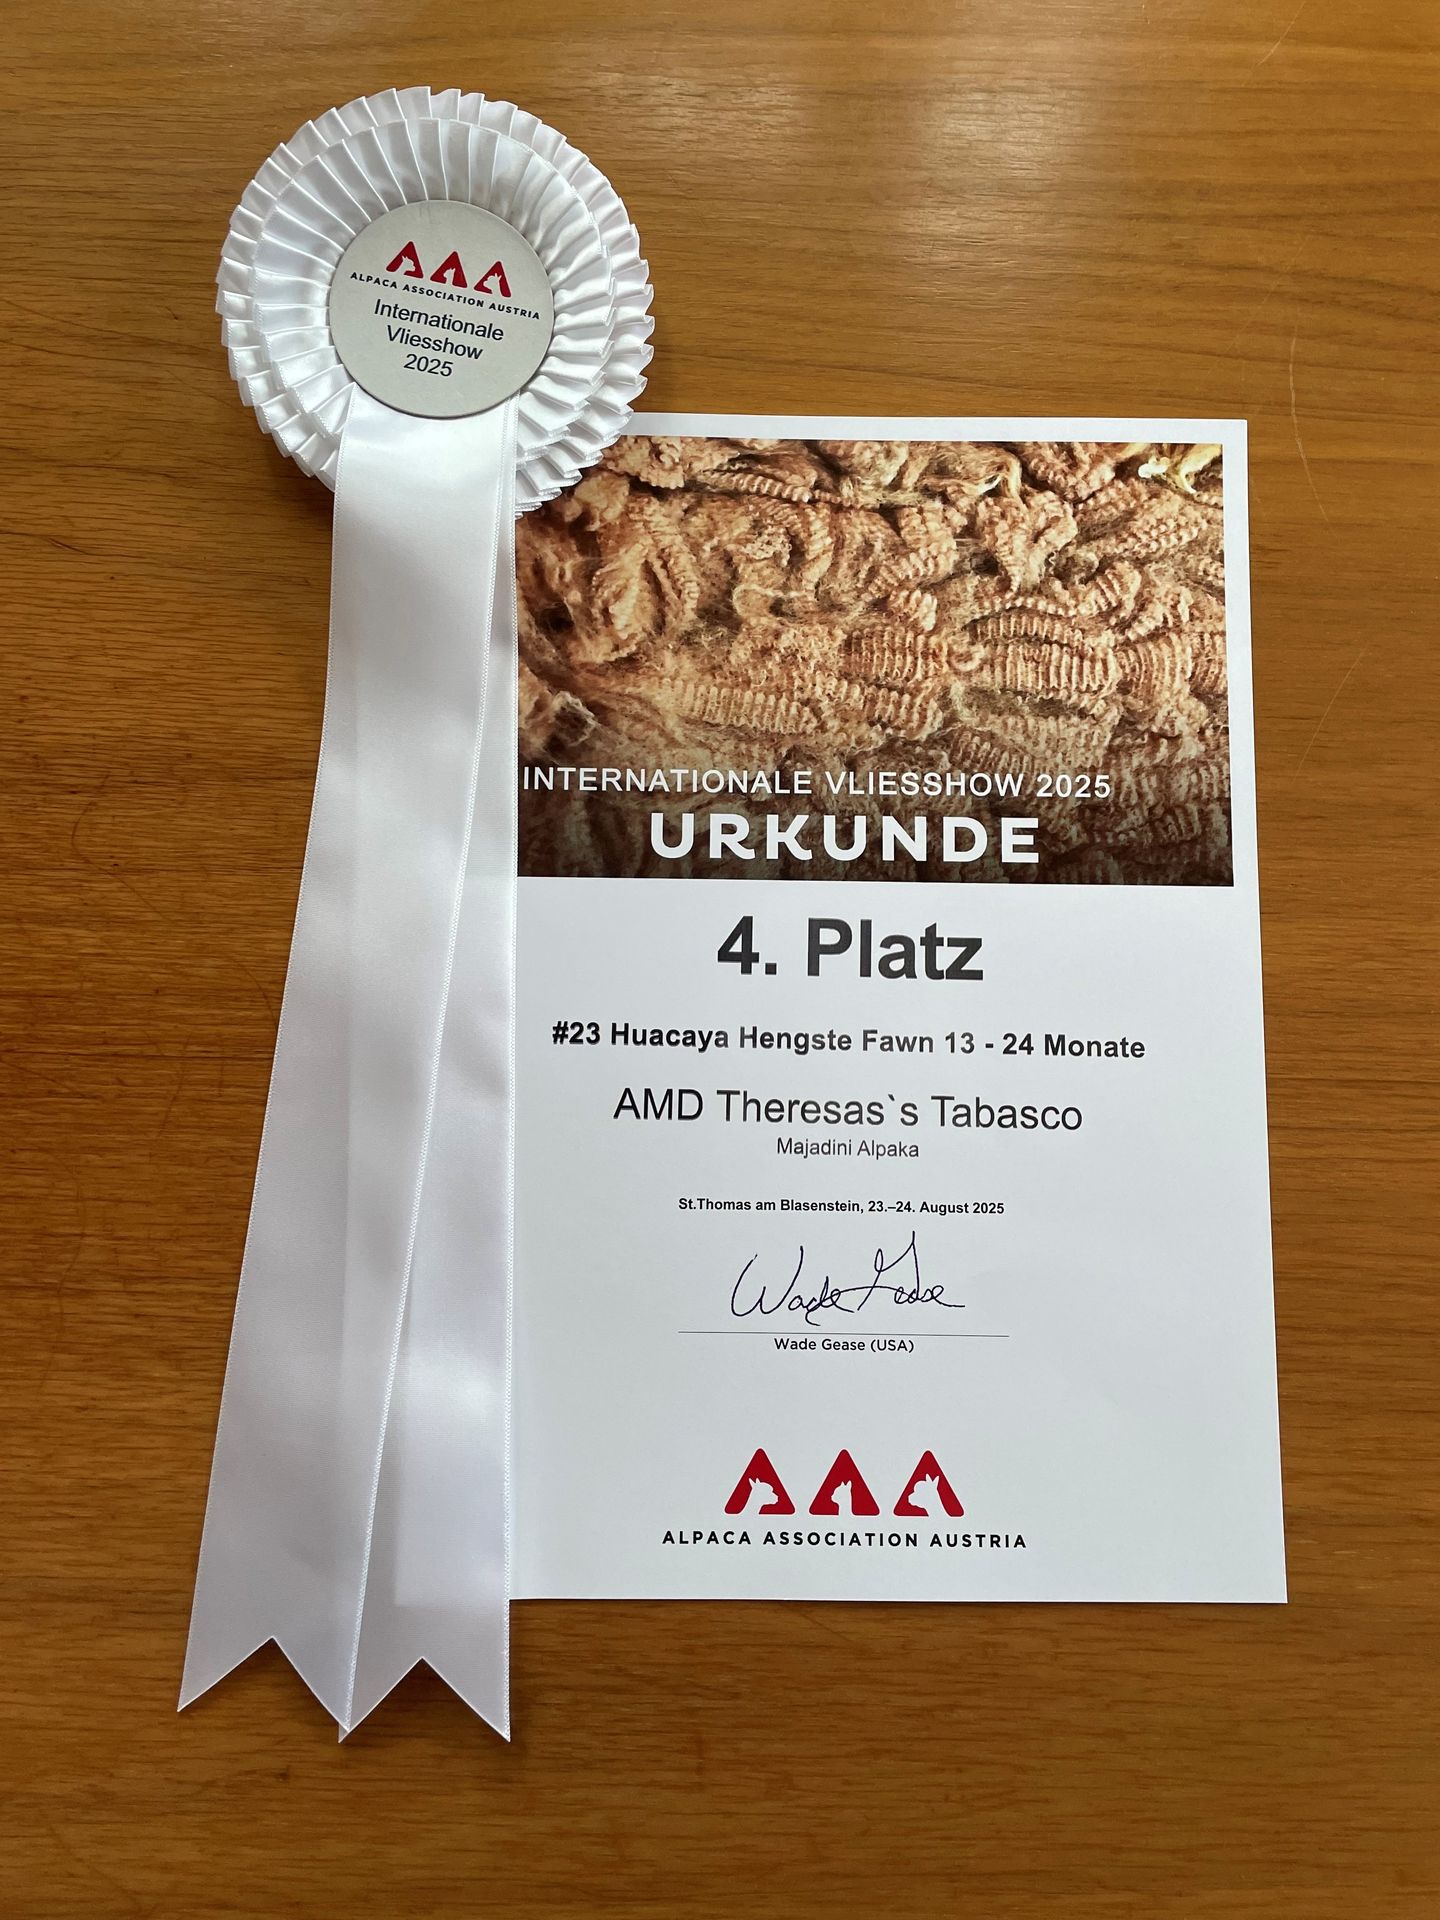 ALPACA ASSOCIATION AUSTRIA
Internationale
Vliesshow
2025
INTERNATIONALE VLIESSHOW 2025
URKUNDE
4. Platz
#23 Huacaya Hengste Fawn 13 - 24 Monate
AMD Theresas`s Tabasco
Majadini Alpaka
St.Thomas am Blasenstein, 23.–24. August 2025
Wade Gease
Wade Gease (USA)
ALPACA ASSOCIATION AUSTRIA